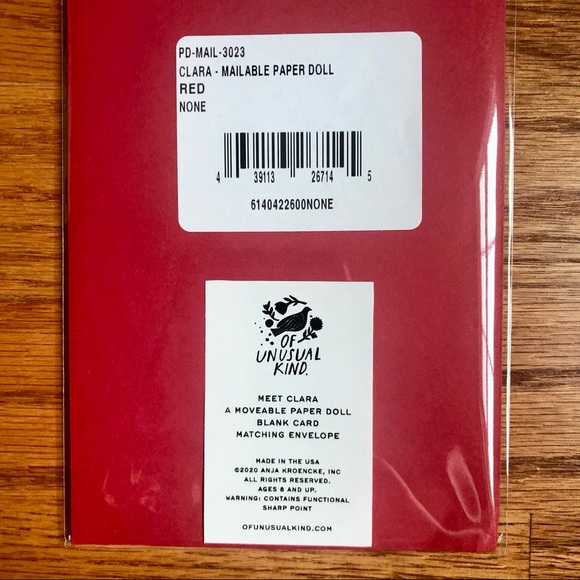 PD-MAIL-3023
CLARA - MAILABLE PAPER DOLL
RED
NONE
4 39113 26714 5
6140422600NONE
OF
UNUSUAL
KIND.
MEET CLARA
A MOVEABLE PAPER DOLL
BLANK CARD
MATCHING ENVELOPE
MADE IN THE USA
©2020 ANJA KROENCKE, INC
ALL RIGHTS RESERVED.
AGES 8 AND UP.
WARNING: CONTAINS FUNCTIONAL
SHARP POINT
OFUNUSUALKIND.COM